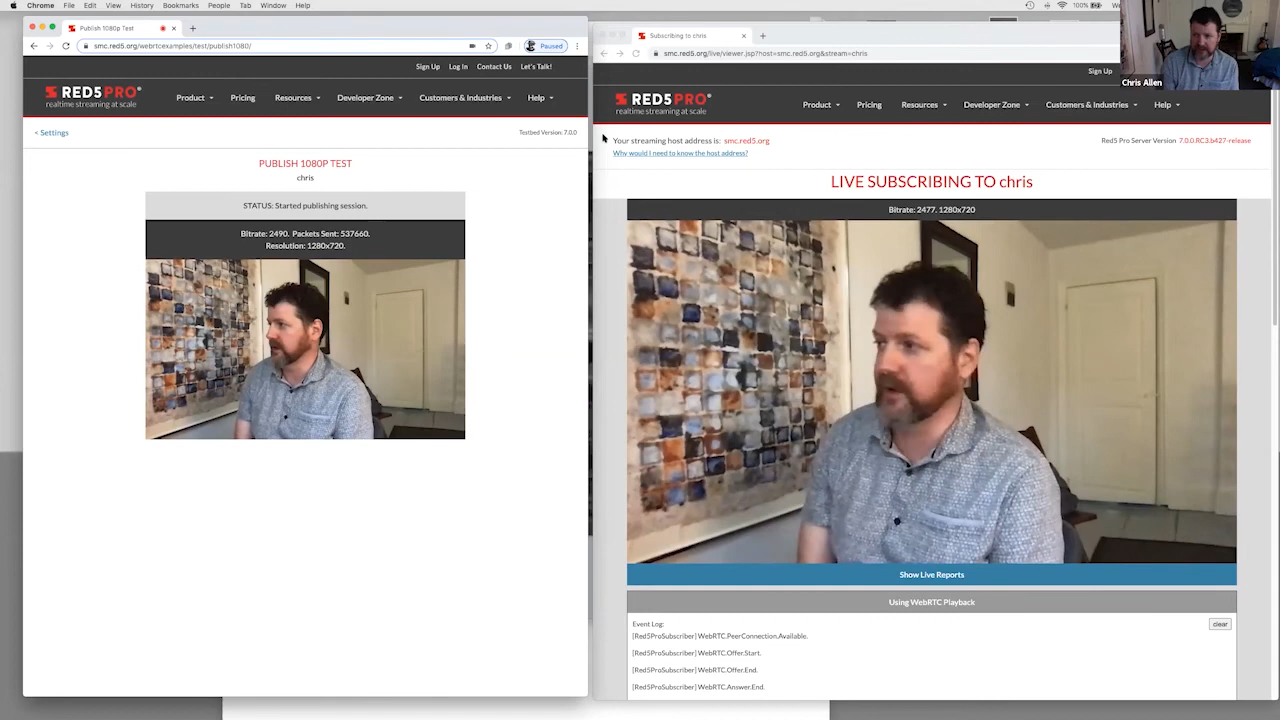 Chrome File Edit View History Bookmarks People Tab Window Help
100%
Publish 1080p Test
Subscribing to chris
smc.red5.org/webrtcexamples/test/publish1080/
Paused
smc.red5.org/live/viewer.jsp?host=smc.red5.org&stream=chris
Chris Allen
Sign Up Log In Contact Us Let's Talk!
Sign Up
RED5PRO®
realtime streaming at scale
Product Pricing Resources Developer Zone Customers & Industries Help
RED5PRO®
realtime streaming at scale
Product Pricing Resources Developer Zone Customers & Industries Help
< Settings
Testbed Version: 7.0.0
Your streaming host address is: smc.red5.org
Red5 Pro Server Version 7.0.0.RC3.b427-release
Why would I need to know the host address?
PUBLISH 1080P TEST
chris
STATUS: Started publishing session.
Bitrate: 2490. Packets Sent: 537660.
Resolution: 1280x720.
LIVE SUBSCRIBING TO chris
Bitrate: 2477. 1280x720
Show Live Reports
Using WebRTC Playback
Event Log:
clear
[Red5ProSubscriber] WebRTC.PeerConnection.Available.
[Red5ProSubscriber] WebRTC.Offer.Start.
[Red5ProSubscriber] WebRTC.Offer.End.
[Red5ProSubscriber] WebRTC.Answer.End.